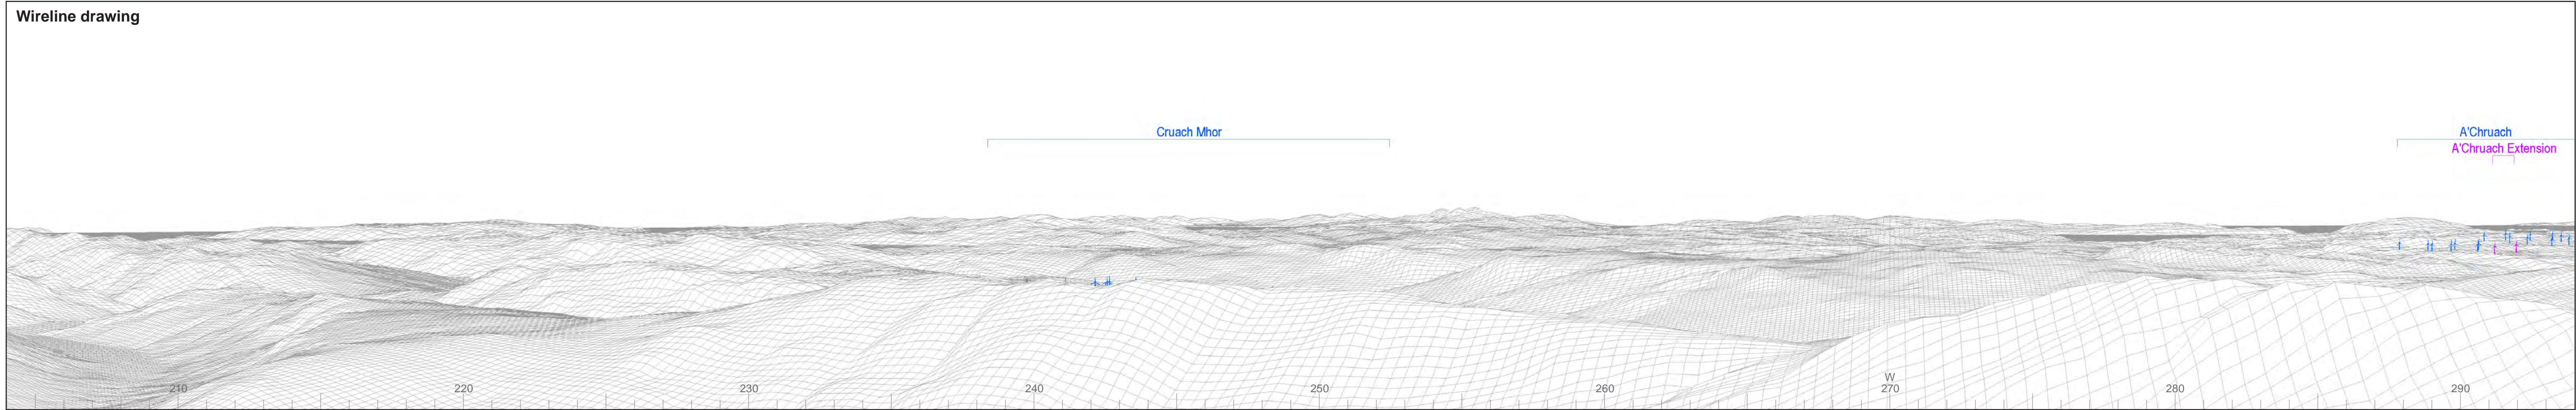 Wireline drawing
Cruach Mhor
A'Chruach
A'Chruach Extension
W
210 220 230 240 250 260 270 280 290